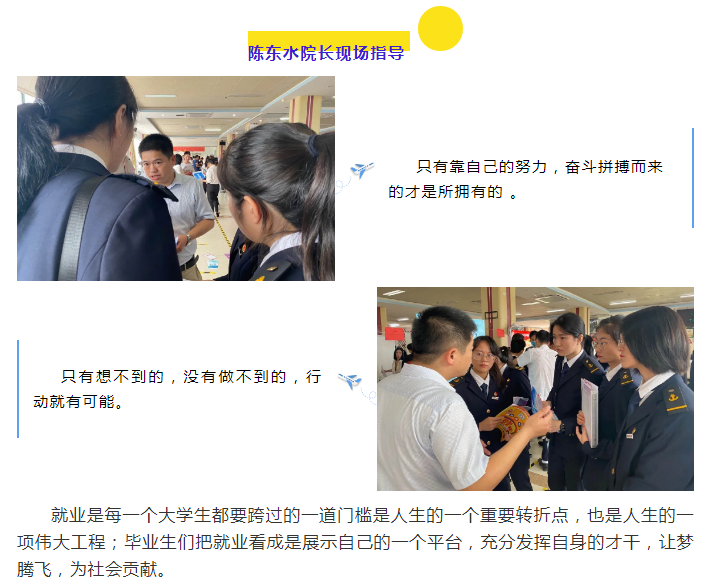 陈东水院长现场指导
只有靠自己的努力，奋斗拼搏而来
的才是所拥有的 。
只有想不到的，没有做不到的，行
动就有可能。
就业是每一个大学生都要跨过的一道门槛是人生的一个重要转折点，也是人生的一
项伟大工程；毕业生们把就业看成是展示自己的一个平台，充分发挥自身的才干，让梦
腾飞，为社会贡献。